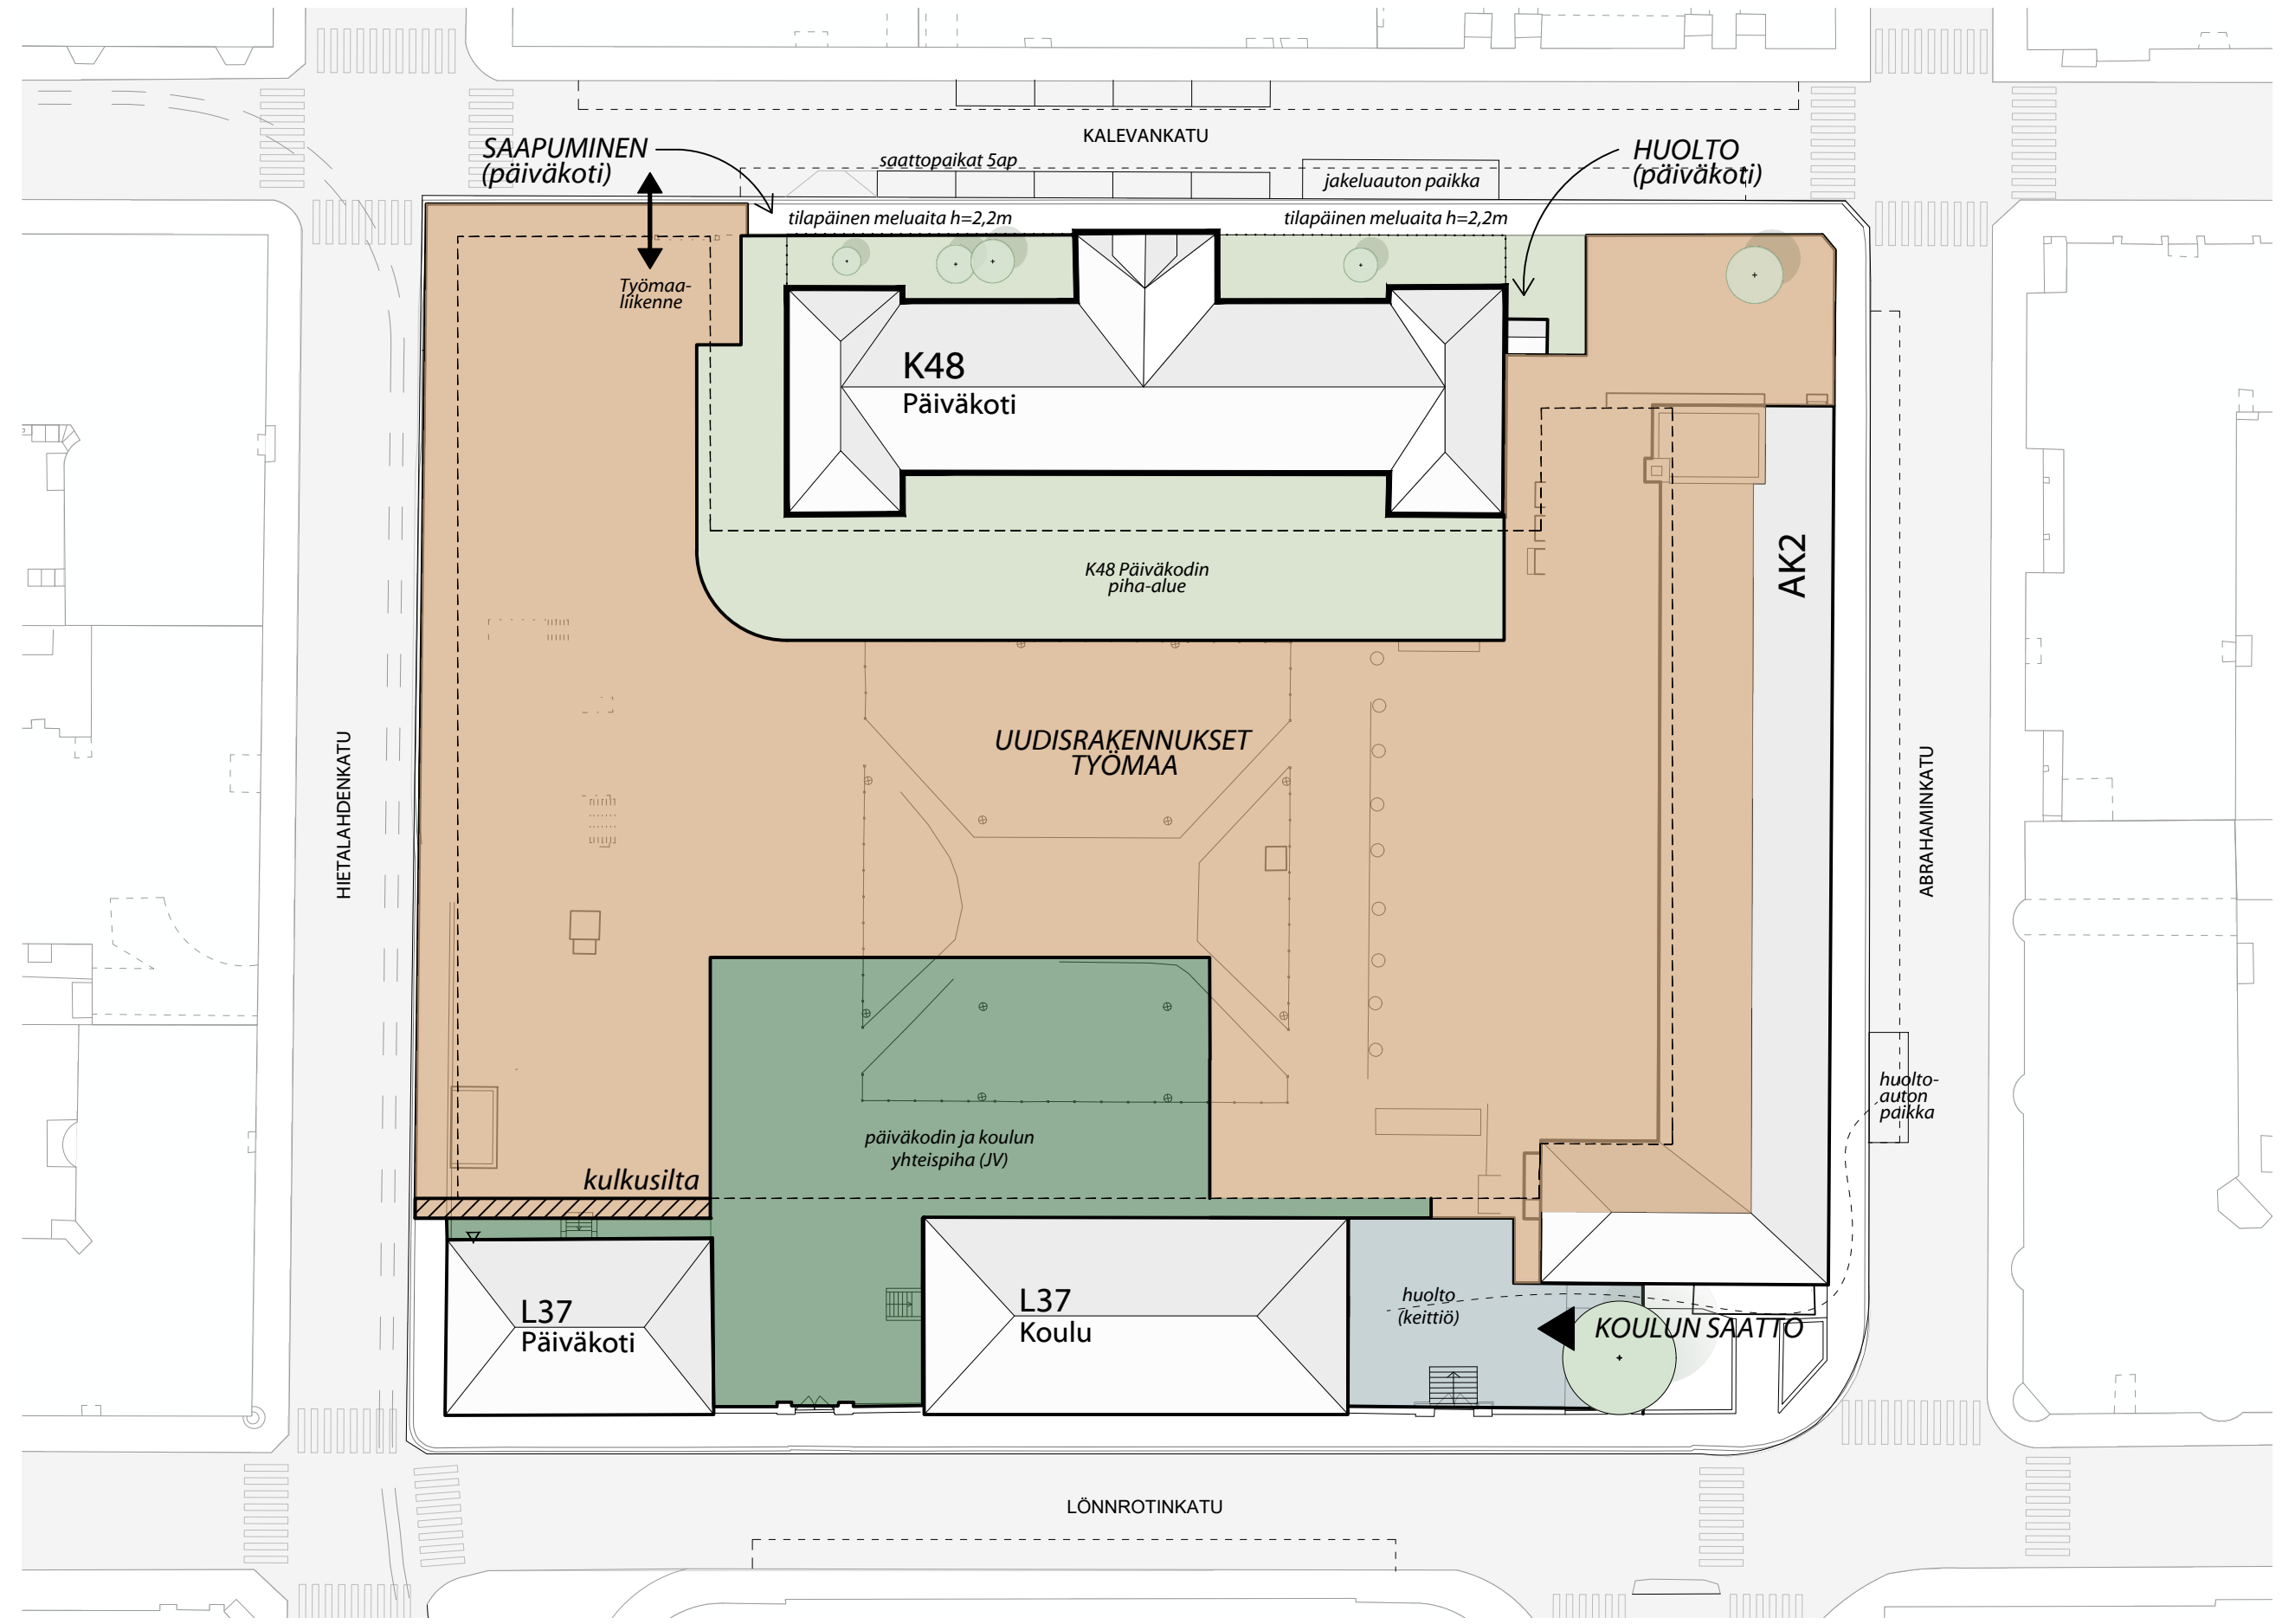 KALEVANKATU
SAAPUMINEN
(päiväkoti)
saattopaikat 5ap
jakeluauton paikka
HUOLTO
(päiväkoti)
tilapäinen meluaita h=2,2m
tilapäinen meluaita h=2,2m
Työmaa-
liikenne
K48
Päiväkoti
AK2
K48 Päiväkodin
piha-alue
UUDISRAKENNUKSET
TYÖMAA
HIETALAHDENKATU
ABRAHAMINKATU
huolto-
auton
paikka
päiväkodin ja koulun
yhteispiha (JV)
kulkusilta
L37
Päiväkoti
L37
Koulu
huolto
(keittiö)
KOULUN SAATTO
LÖNNROTINKATU